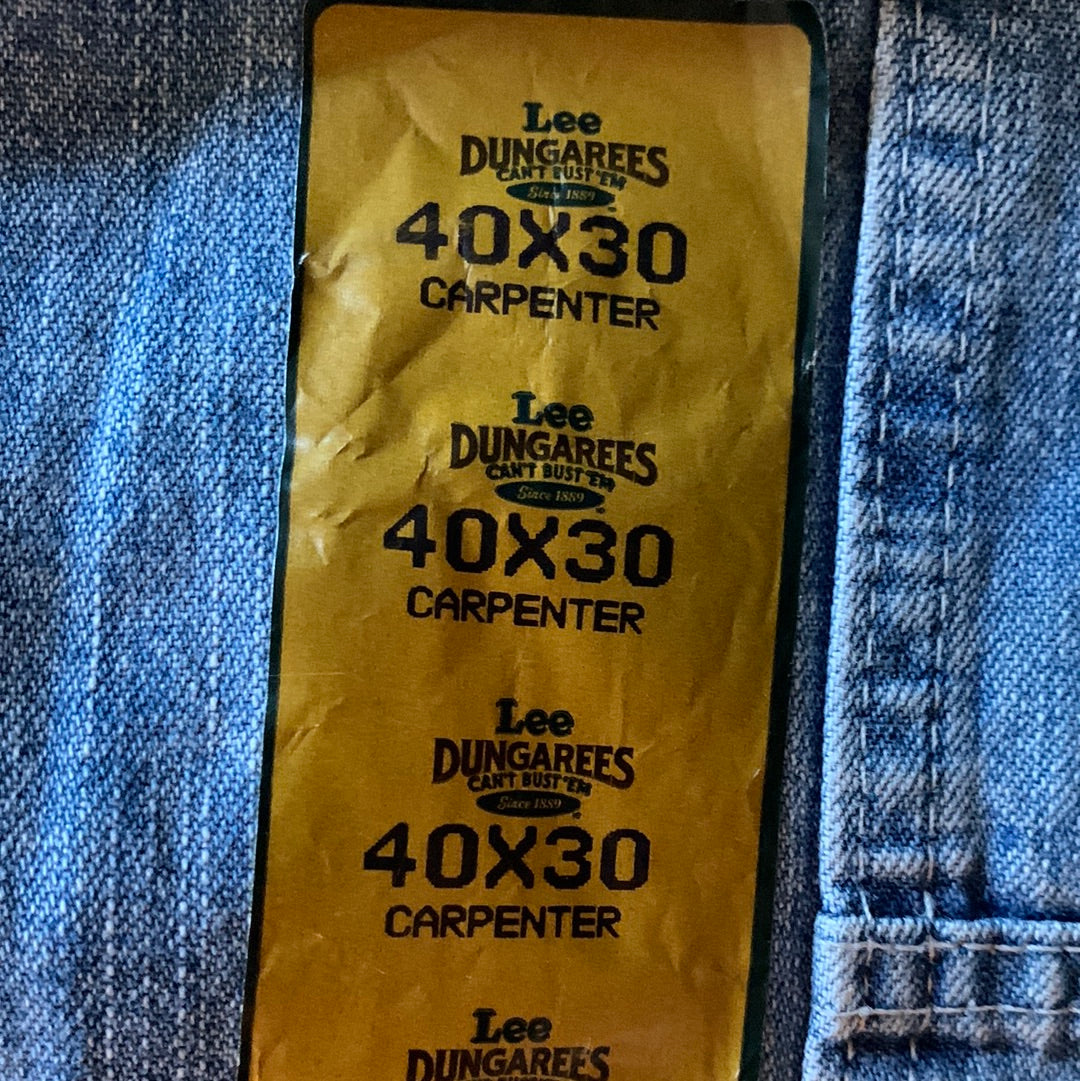 Lee
DUNGAREES
CAN'T BUST 'EM
Since 1889
40X30
CARPENTER
Lee
DUNGAREES
CAN'T BUST 'EM
Since 1889
40X30
CARPENTER
Lee
DUNGAREES
CAN'T BUST 'EM
Since 1889
40X30
CARPENTER
Lee
DUNGAREES